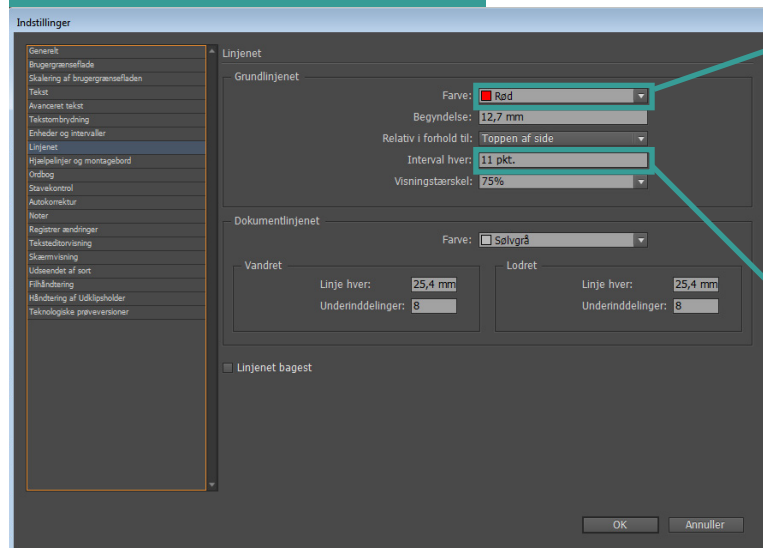 Indstillinger
Generelt
Brugergrænseflade
Skalering af brugergrænsefladen
Tekst
Avanceret tekst
Tekstombrydning
Enheder og intervaller
Linjenet
Hjælpelinjer og montagebord
Ordbog
Stavekontrol
Autokorrektur
Noter
Registrer ændringer
Teksteditorvisning
Skærmvisning
Udseendet af sort
Filhåndtering
Håndtering af Udklipsholder
Teknologiske prøveversioner
Linjenet
Grundlinjenet
Farve: Rød
Begyndelse: 12,7 mm
Relativ i forhold til: Toppen af side
Interval hver: 11 pkt.
Visningstærskel: 75%
Dokumentlinjenet
Farve: Sølvgrå
Vandret
Linje hver: 25,4 mm
Underinddelinger: 8
Lodret
Linje hver: 25,4 mm
Underinddelinger: 8
Linjenet bagest
OK Annuller